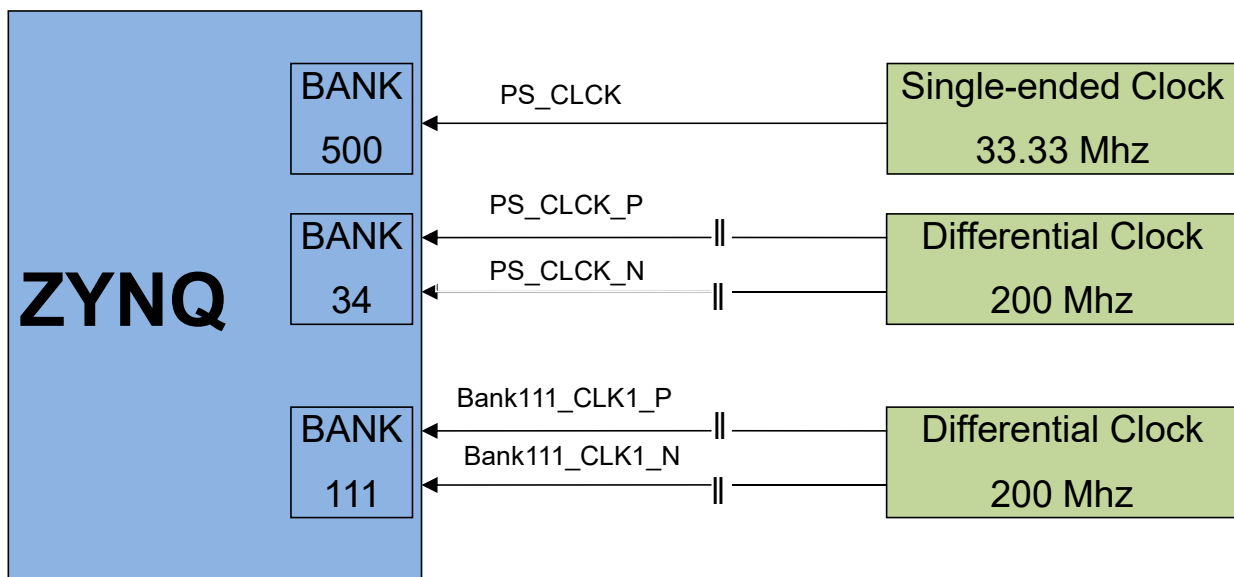 BANK
500
PS_CLCK
Single-ended Clock
33.33 Mhz
ZYNQ
BANK
34
PS_CLCK_P
PS_CLCK_N
Differential Clock
200 Mhz
BANK
111
Bank111_CLK1_P
Bank111_CLK1_N
Differential Clock
200 Mhz